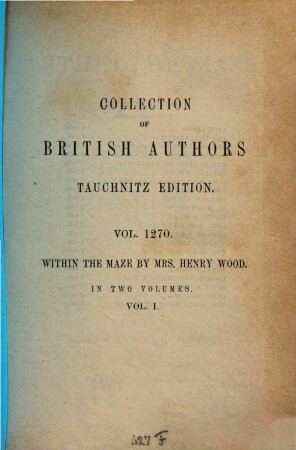 COLLECTION
OF
BRITISH AUTHORS
TAUCHNITZ EDITION.
VOL. 1270.
WITHIN THE MAZE BY MRS. HENRY WOOD.
IN TWO VOLUMES.
VOL. I.
427 F